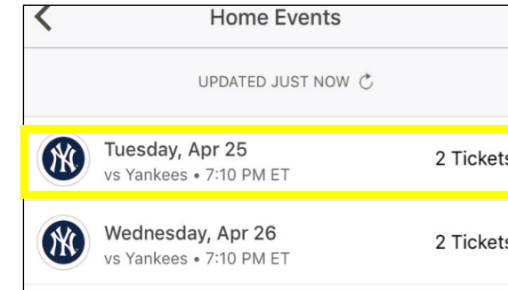 Home Events
UPDATED JUST NOW
Tuesday, Apr 25
vs Yankees • 7:10 PM ET
2 Tickets
Wednesday, Apr 26
vs Yankees • 7:10 PM ET
2 Tickets